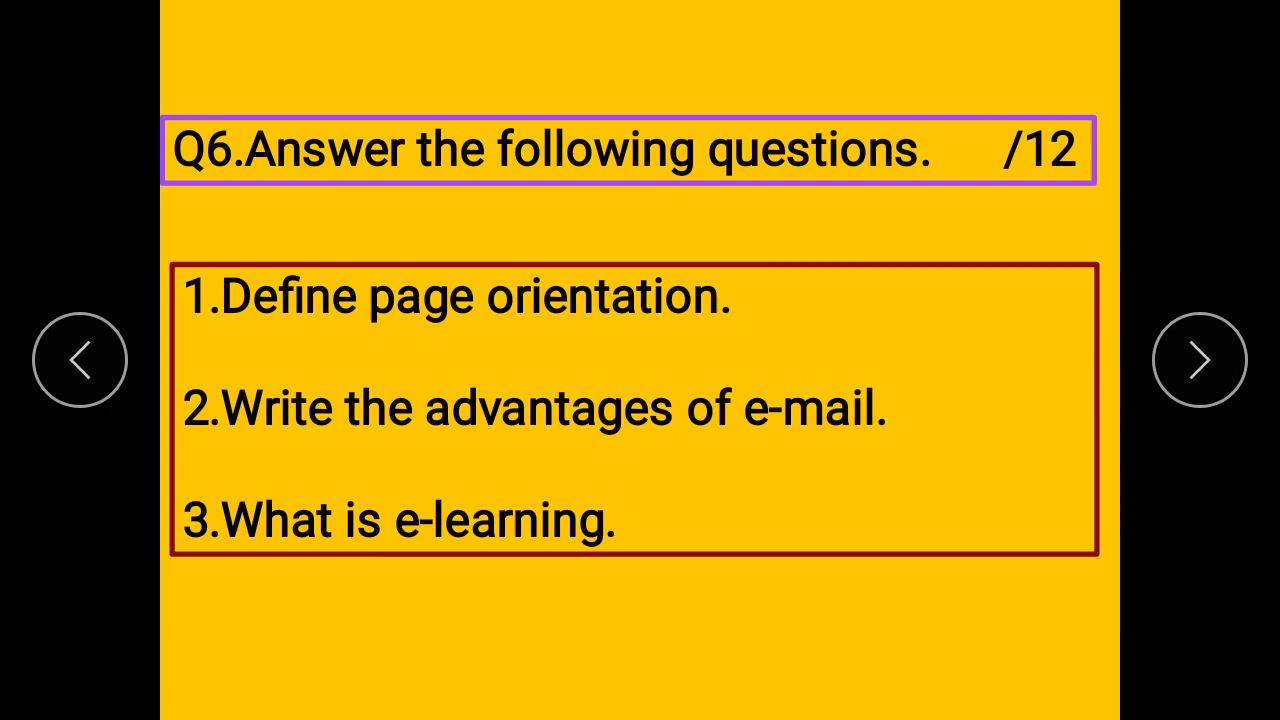 Q6.Answer the following questions. /12
1.Define page orientation.
2.Write the advantages of e-mail.
3.What is e-learning.